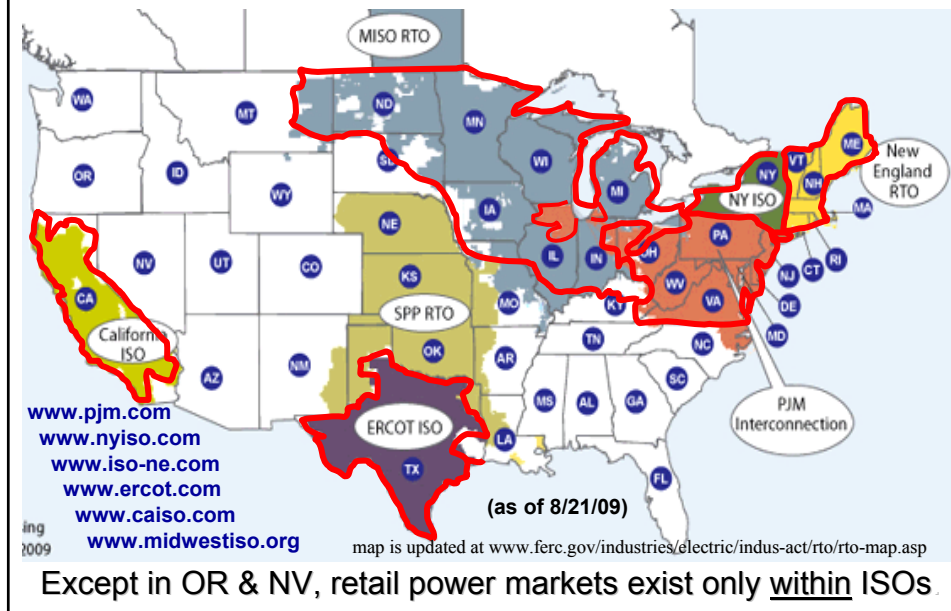 MISO RTO
WA
MT
ND
MN
OR
ID
SD
WI
MI
NY
VT
ME
NH
New
England
RTO
WY
IA
NY ISO
MA
NE
PA
NV
UT
CO
IL
IN
OH
NJ
CT
RI
CA
KS
MO
WV
VA
KY
DE
MD
California
ISO
SPP RTO
AZ
NM
OK
AR
TN
NC
SC
MS
AL
GA
PJM
Interconnection
ERCOT ISO
LA
TX
FL
www.pjm.com
www.nyiso.com
www.iso-ne.com
www.ercot.com
www.caiso.com
www.midwestiso.org
(as of 8/21/09)
ing
2009
map is updated at www.ferc.gov/industries/electric/indus-act/rto/rto-map.asp
Except in OR & NV, retail power markets exist only within ISOs